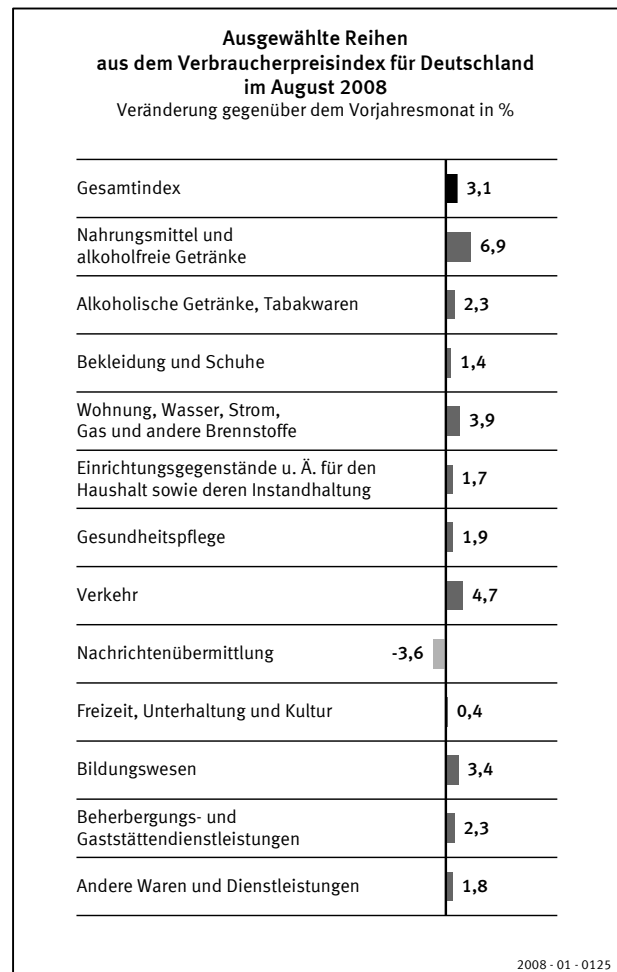 Ausgewählte Reihen
aus dem Verbraucherpreisindex für Deutschland
im August 2008
Veränderung gegenüber dem Vorjahresmonat in %
Gesamtindex 3,1
Nahrungsmittel und
alkoholfreie Getränke 6,9
Alkoholische Getränke, Tabakwaren 2,3
Bekleidung und Schuhe 1,4
Wohnung, Wasser, Strom,
Gas und andere Brennstoffe 3,9
Einrichtungsgegenstände u. Ä. für den
Haushalt sowie deren Instandhaltung 1,7
Gesundheitspflege 1,9
Verkehr 4,7
Nachrichtenübermittlung -3,6
Freizeit, Unterhaltung und Kultur 0,4
Bildungswesen 3,4
Beherbergungs- und
Gaststättendienstleistungen 2,3
Andere Waren und Dienstleistungen 1,8
2008 - 01 - 0125